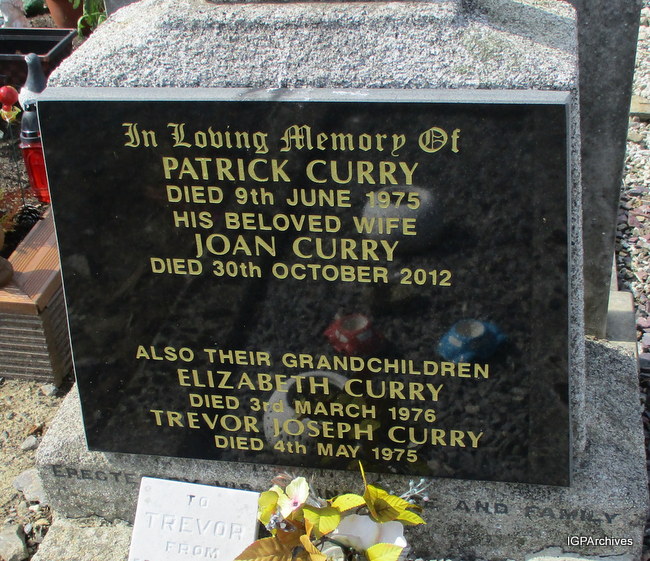 In Loving Memory Of
PATRICK CURRY
DIED 9th JUNE 1975
HIS BELOVED WIFE
JOAN CURRY
DIED 30th OCTOBER 2012
ALSO THEIR GRANDCHILDREN
ELIZABETH CURRY
DIED 3rd MARCH 1976
TREVOR JOSEPH CURRY
DIED 4th MAY 1975
AND FAMILY
TO
TREVOR
FROM
IGPArchives